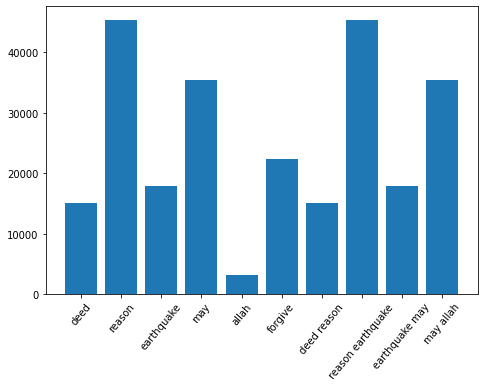 40000
30000
20000
10000
0
deed
reason
earthquake
may
allah
forgive
deed reason
reason earthquake
earthquake may
may allah